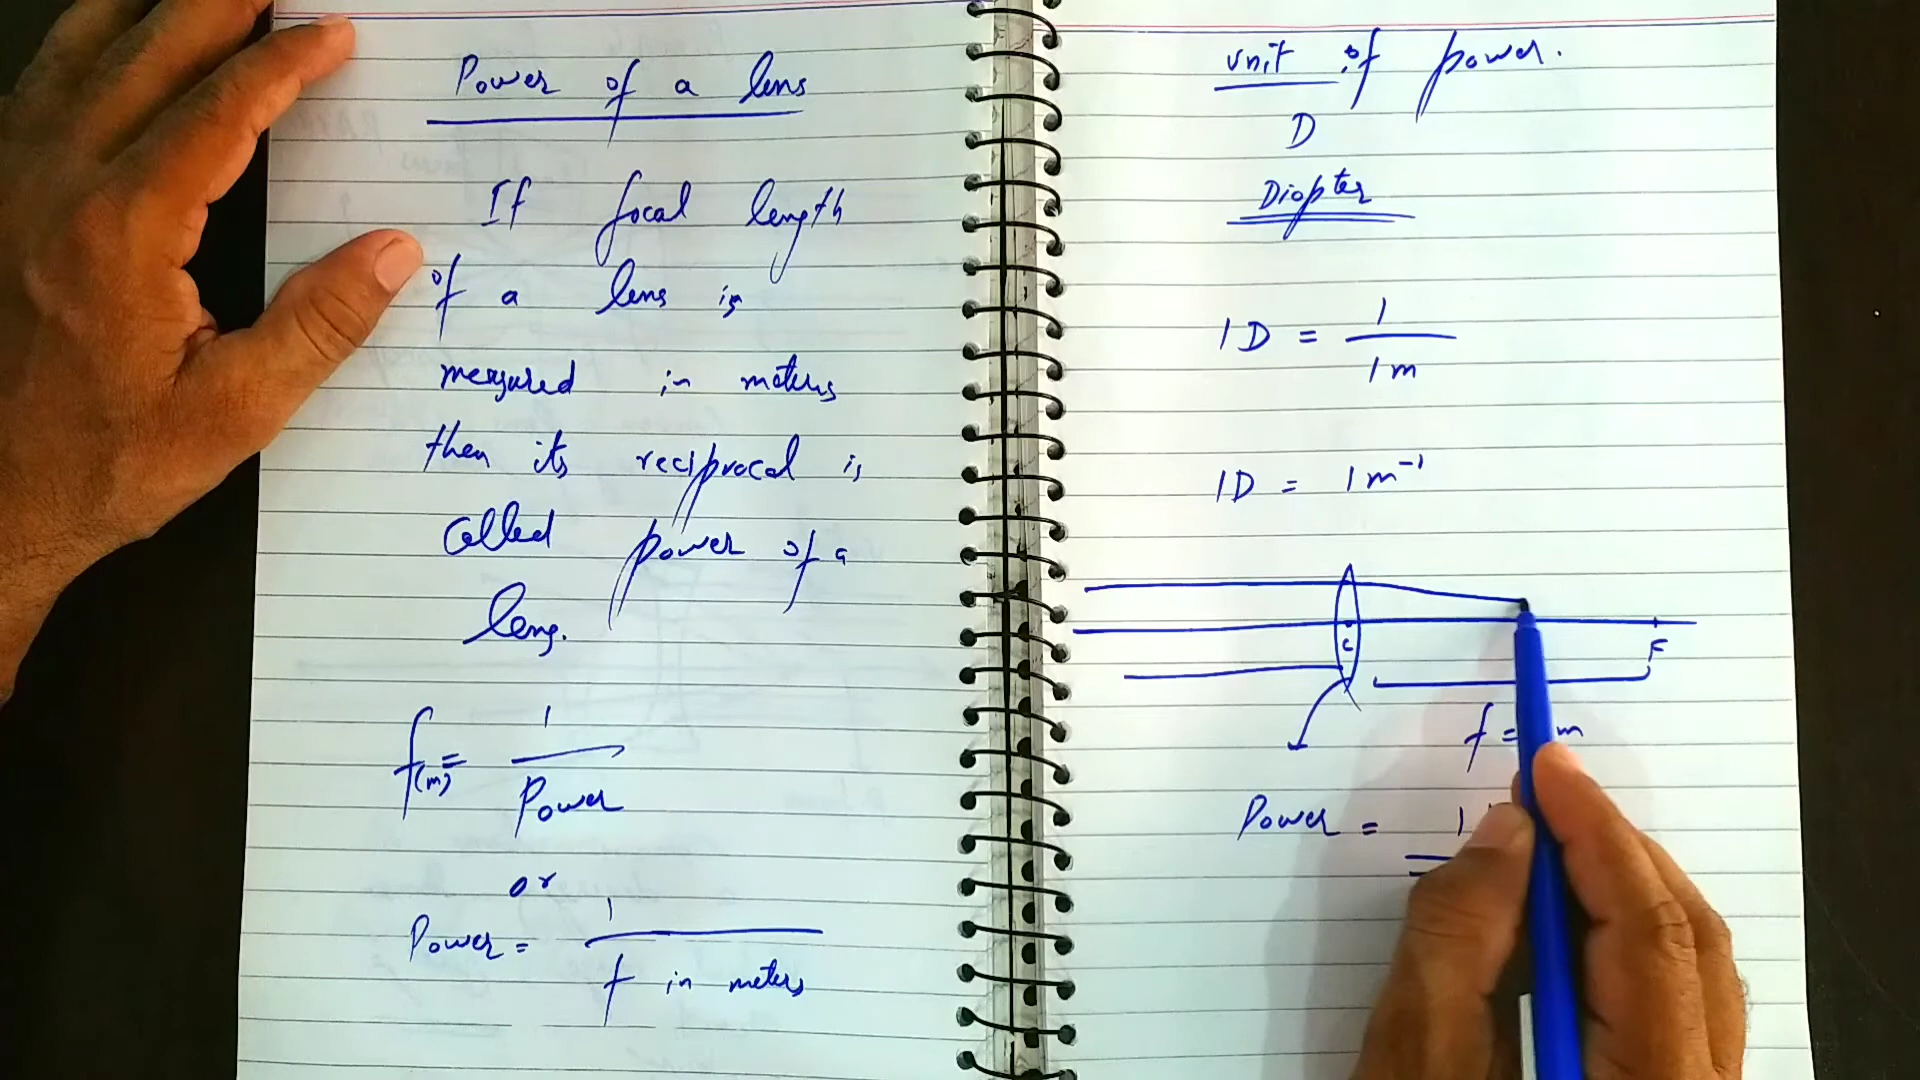 Power of a lens
If focal length
of a lens is
measured in meters
then its reciprocal is
called power of a
lens.
f(m) = 1
Power
or
Power = 1
f in meters
unit of power.
D
Diopter
1D = 1
1m
1D = 1m⁻¹
C F
f = m
Power = 1